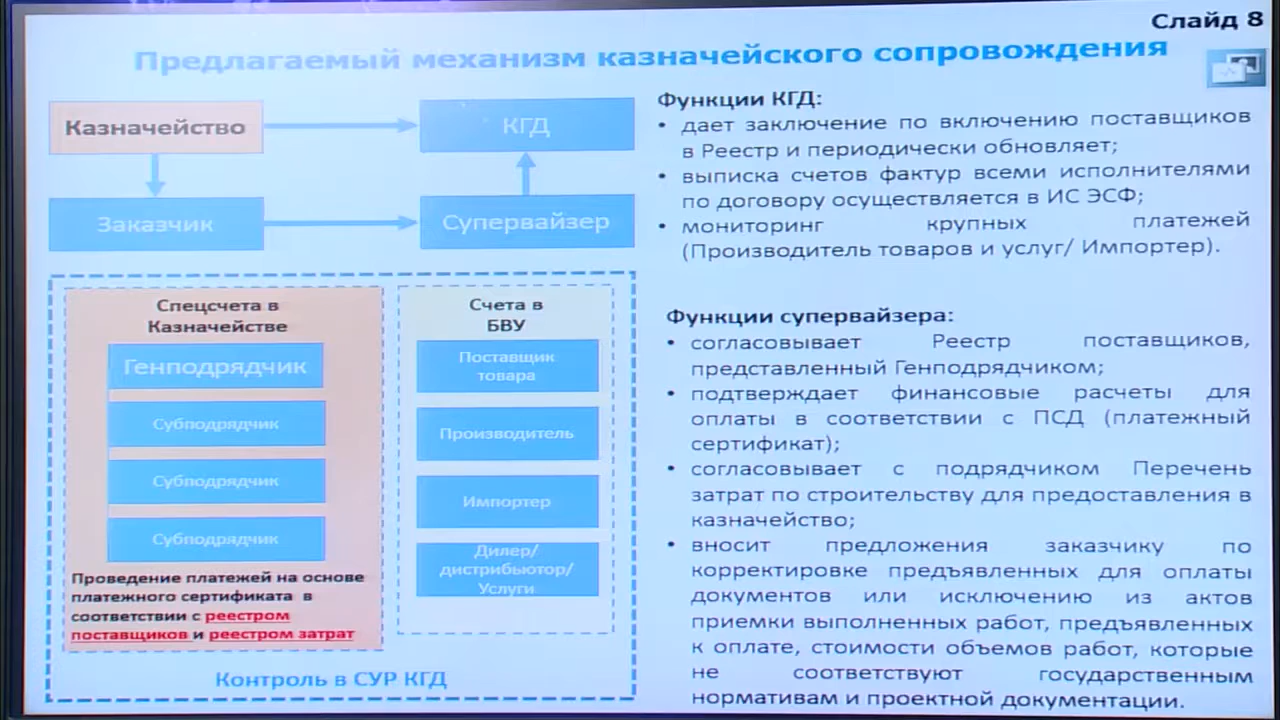 Слайд 8
Предлагаемый механизм казначейского сопровождения
Казначейство
КГД
Заказчик
Супервайзер
Спецсчета в
Казначействе
Генподрядчик
Субподрядчик
Субподрядчик
Субподрядчик
Проведение платежей на основе
платежного сертификата в
соответствии с реестром
поставщиков и реестром затрат
Счета в
БВУ
Поставщик
товара
Производитель
Импортер
Дилер/
дистрибьютор/
Услуги
Контроль в СУР КГД
Функции КГД:
• дает заключение по включению поставщиков
в Реестр и периодически обновляет;
• выписка счетов фактур всеми исполнителями
по договору осуществляется в ИС ЭСФ;
• мониторинг крупных платежей
(Производитель товаров и услуг/ Импортер).
Функции супервайзера:
• согласовывает Реестр поставщиков,
представленный Генподрядчиком;
• подтверждает финансовые расчеты для
оплаты в соответствии с ПСД (платежный
сертификат);
• согласовывает с подрядчиком Перечень
затрат по строительству для предоставления в
казначейство;
• вносит предложения заказчику по
корректировке предъявленных для оплаты
документов или исключению из актов
приемки выполненных работ, предъявленных
к оплате, стоимости объемов работ, которые
не соответствуют государственным
нормативам и проектной документации.